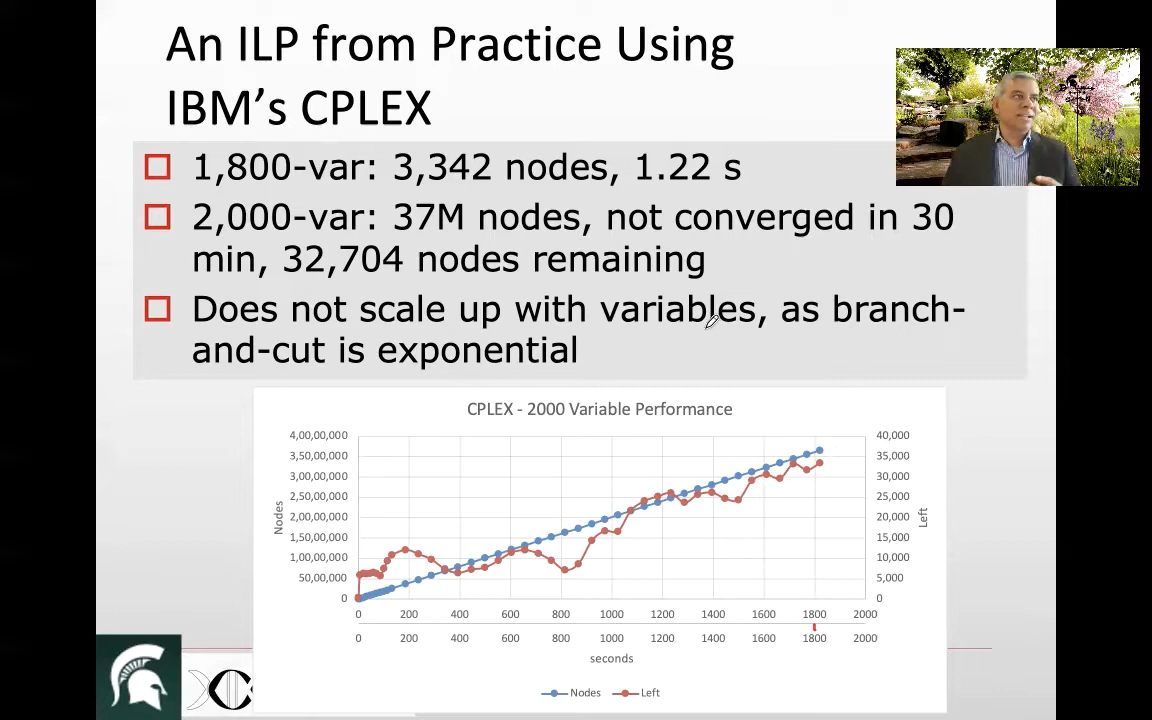 An ILP from Practice Using
IBM’s CPLEX
1,800-var: 3,342 nodes, 1.22 s
2,000-var: 37M nodes, not converged in 30
min, 32,704 nodes remaining
Does not scale up with variables, as branch-
and-cut is exponential
CPLEX - 2000 Variable Performance
4,00,00,000
3,50,00,000
3,00,00,000
2,50,00,000
2,00,00,000
1,50,00,000
1,00,00,000
50,00,000
0
Nodes
40,000
35,000
30,000
25,000
20,000
15,000
10,000
5,000
0
Left
0 200 400 600 800 1000 1200 1400 1600 1800 2000
0 200 400 600 800 1000 1200 1400 1600 1800 2000
seconds
Nodes Left